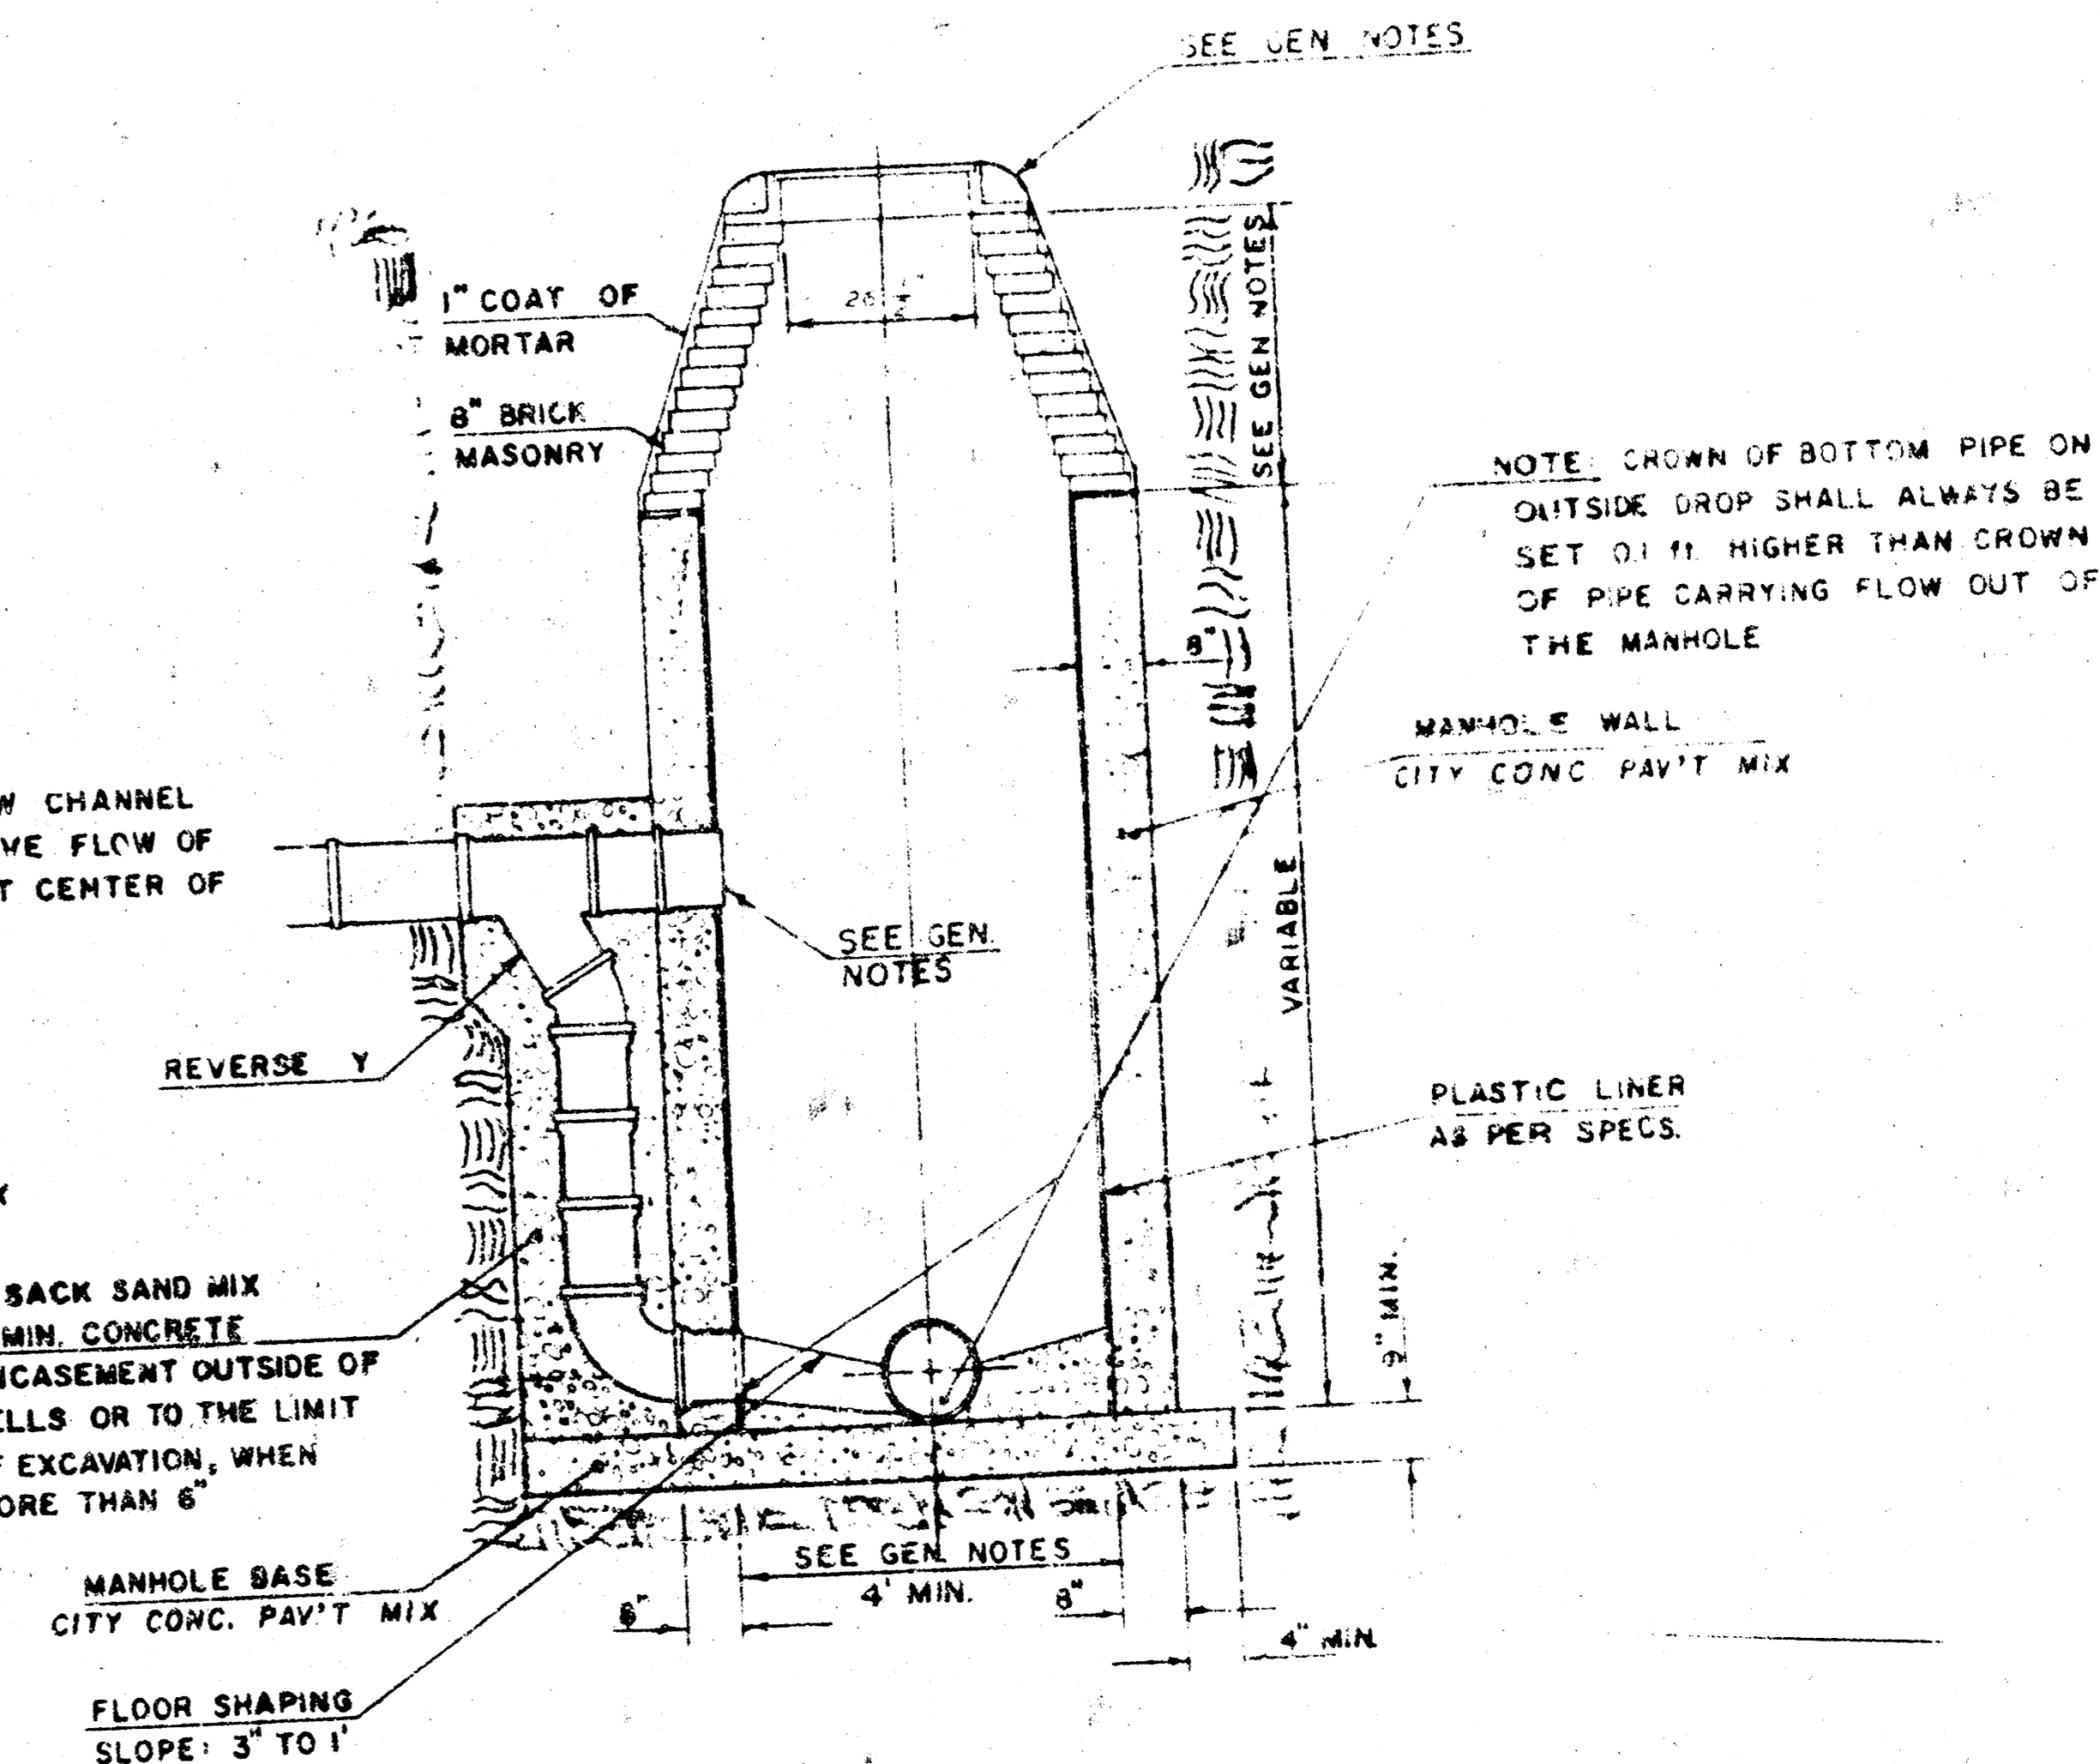 SEE GEN NOTES
1" COAT OF
MORTAR
8" BRICK
MASONRY
26 1/2"
SEE GEN NOTES
NOTE: CROWN OF BOTTOM PIPE ON
OUTSIDE DROP SHALL ALWAYS BE
SET 0.1 ft. HIGHER THAN CROWN
OF PIPE CARRYING FLOW OUT OF
THE MANHOLE
8"
MANHOLE WALL
CITY CONC. PAV'T MIX
CHANNEL
FLOW OF
CENTER OF
SEE GEN.
NOTES
VARIABLE
REVERSE Y
PLASTIC LINER
AS PER SPECS.
SACK SAND MIX
MIN. CONCRETE
OUTSIDE OF
OR TO THE LIMIT
EXCAVATION, WHEN
THAN 6"
9" MIN.
MANHOLE BASE
CITY CONC. PAV'T MIX
SEE GEN. NOTES
4' MIN.
8"
4" MIN.
FLOOR SHAPING
SLOPE: 3" TO 1'